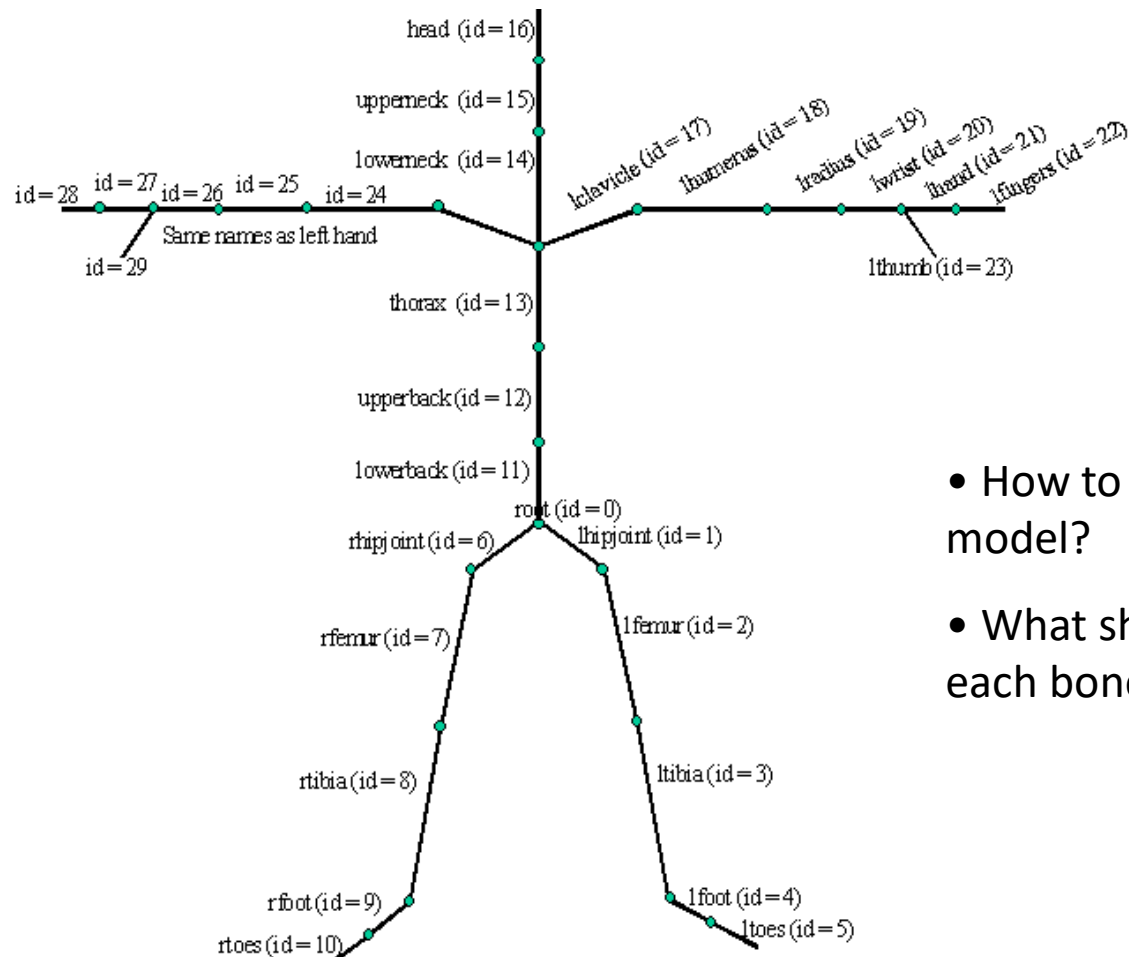 head (id=16)
upperneck (id=15)
lowerneck (id=14)
lclavicle (id=17)
lhumerus (id=18)
lradius (id=19)
lwrist (id=20)
lhand (id=21)
lfingers (id=22)
id=28
id=27
id=26
id=25
id=24
Same names as left hand
id=29
lthumb (id=23)
thorax (id=13)
upperback (id=12)
lowerback (id=11)
root (id=0)
rhipjoint (id=6)
lhipjoint (id=1)
• How to
model?
rfemur (id=7)
lfemur (id=2)
• What sh
each bone
rtibia (id=8)
ltibia (id=3)
rfoot (id=9)
lfoot (id=4)
rtoes (id=10)
ltoes (id=5)